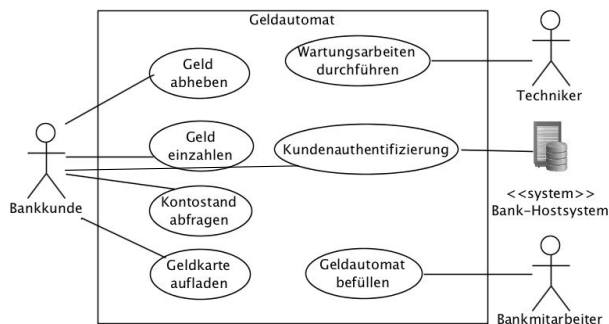 Geldautomat
Geld
abheben
Wartungsarbeiten
durchführen
Techniker
Geld
einzahlen
Kundenauthentifizierung
<<system>>
Bank-Hostsystem
Bankkunde
Kontostand
abfragen
Geldkarte
aufladen
Geldautomat
befüllen
Bankmitarbeiter